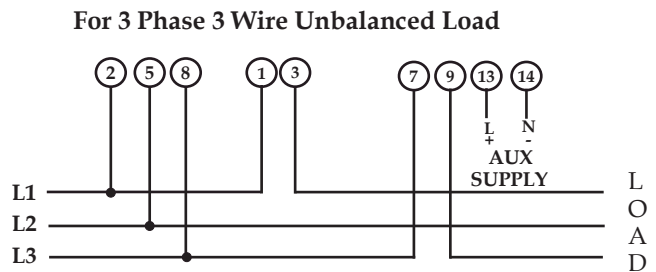 For 3 Phase 3 Wire Unbalanced Load
2 5 8 1 3 7 9 13 14
L N
+ -
AUX
SUPPLY
L1
L2
L3
L
O
A
D